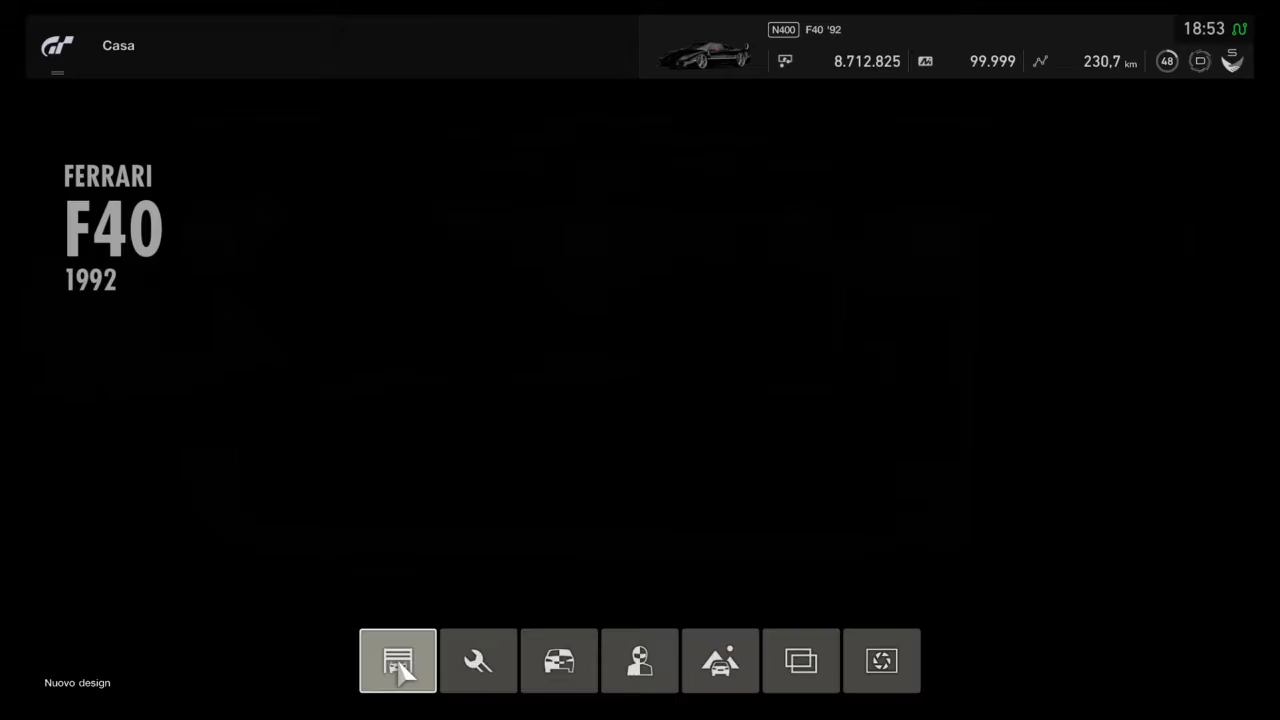 Casa
N400 F40 '92
8.712.825 99.999 230,7 km
18:53
48 D S
FERRARI
F40
1992
Nuovo design